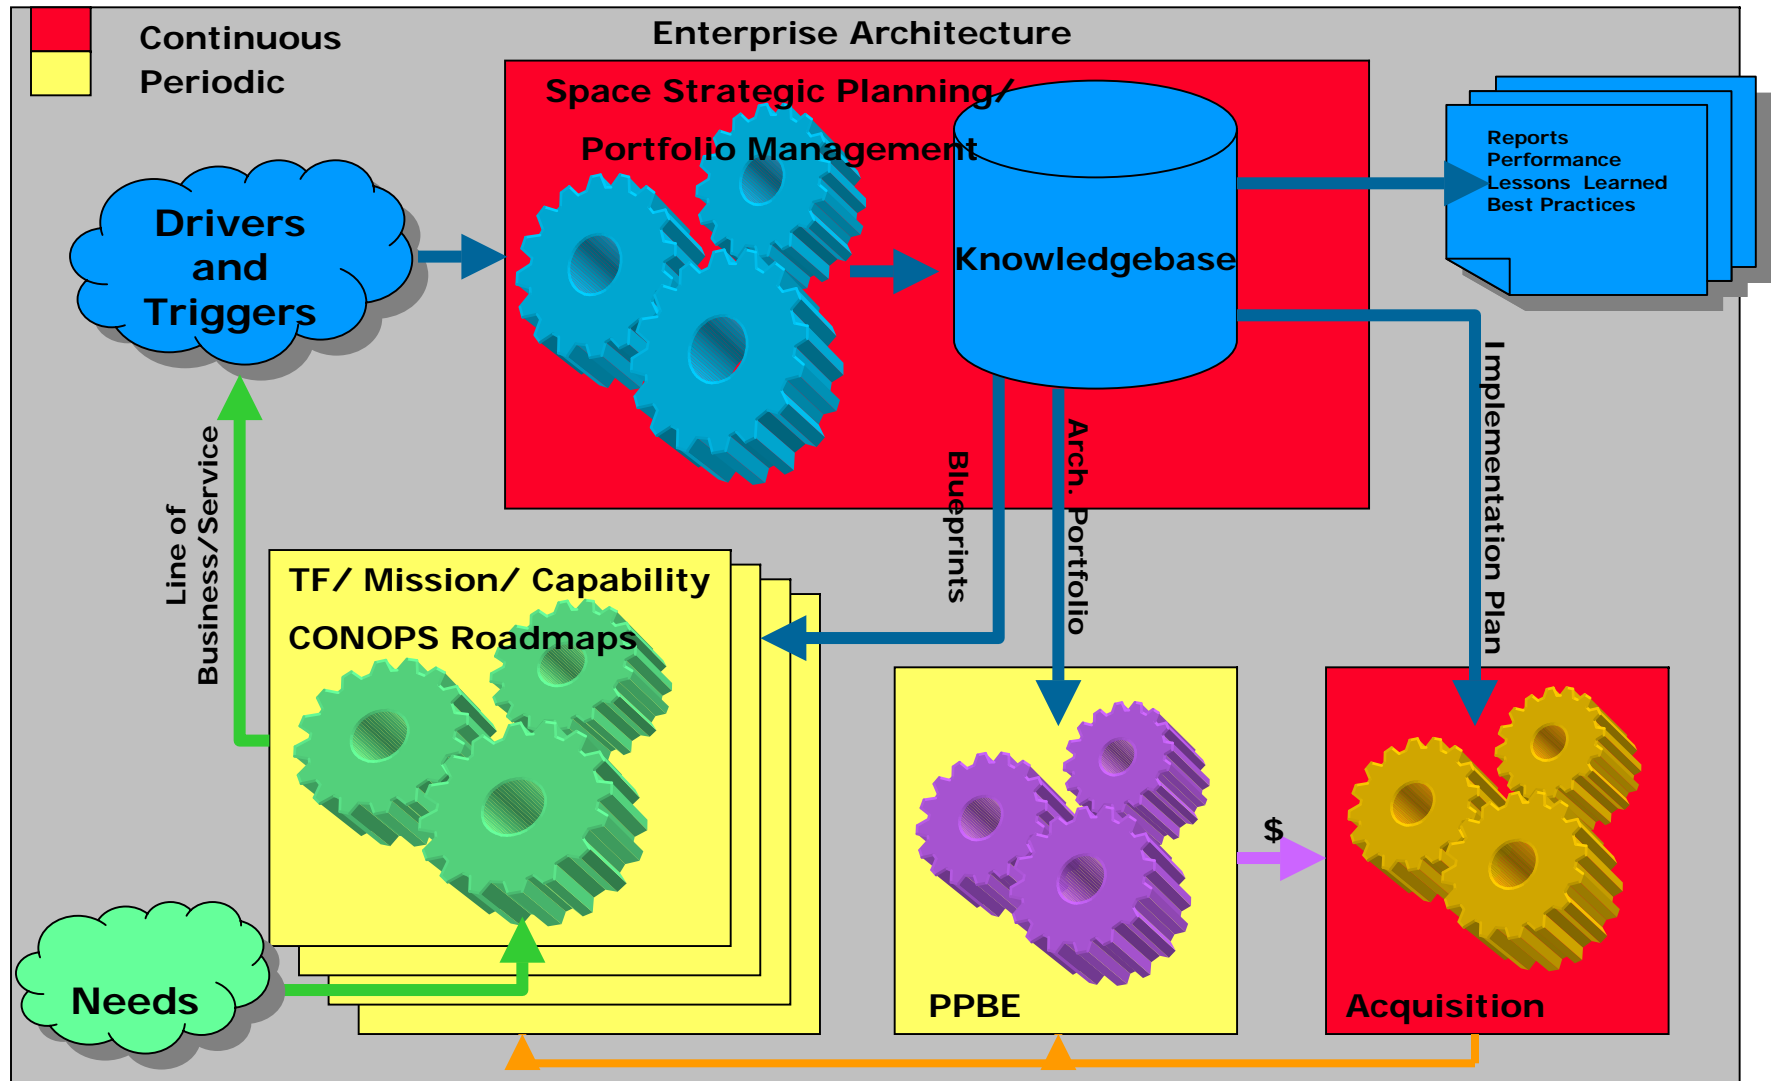 Continuous
Periodic
Enterprise Architecture
Space Strategic Planning/
Portfolio Management
Knowledgebase
Reports
Performance
Lessons Learned
Best Practices
Drivers
and
Triggers
Line of
Business/Service
Blueprints
Arch. Portfolio
Implementation Plan
TF/ Mission/ Capability
CONOPS Roadmaps
$
Needs
PPBE
Acquisition